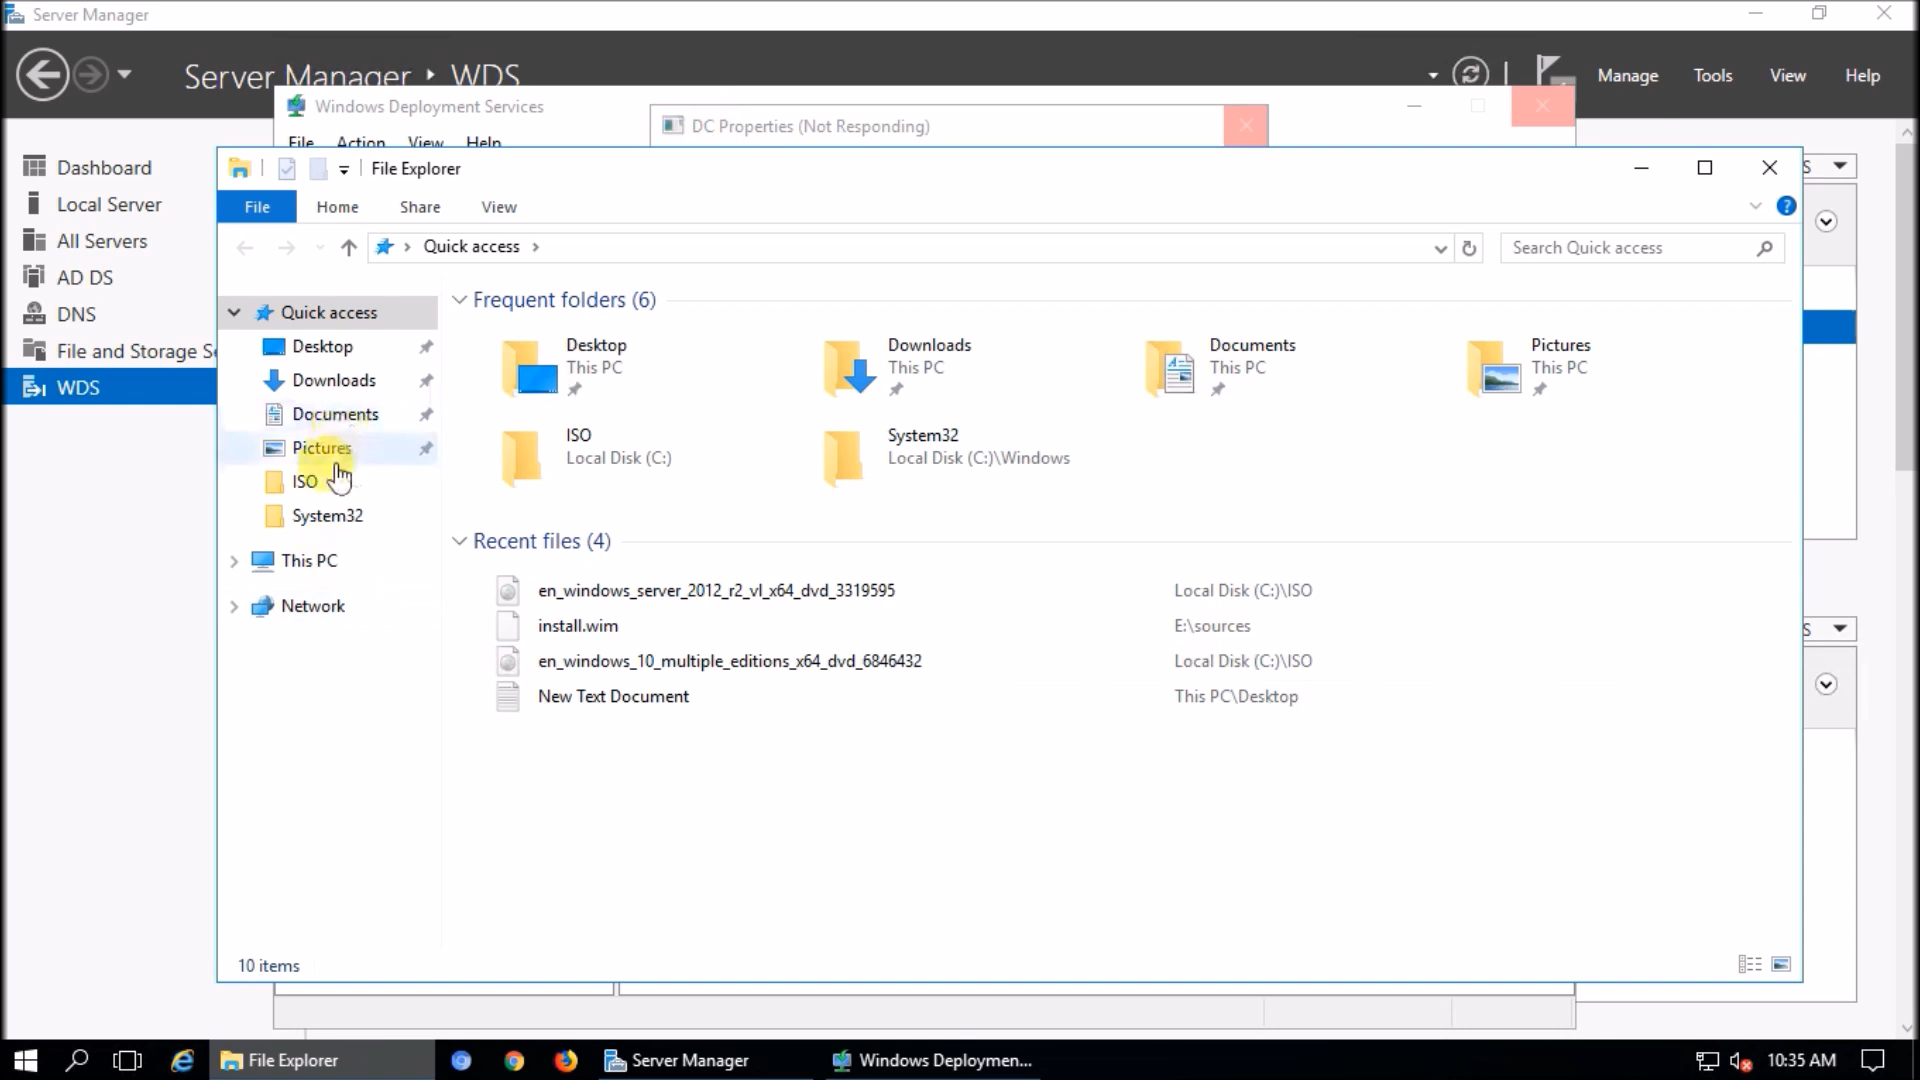 Server Manager
Server Manager WDS
Manage Tools View Help
Windows Deployment Services
DC Properties (Not Responding)
File Action View Help
File Explorer
File Home Share View
Quick access
Search Quick access
Dashboard
Local Server
All Servers
AD DS
DNS
File and Storage Se
WDS
Quick access
Desktop
Downloads
Documents
Pictures
ISO
System32
This PC
Network
Frequent folders (6)
Desktop
This PC
Downloads
This PC
Documents
This PC
Pictures
This PC
ISO
Local Disk (C:)
System32
Local Disk (C:)\Windows
Recent files (4)
en_windows_server_2012_r2_vl_x64_dvd_3319595 Local Disk (C:)\ISO
install.wim E:\sources
en_windows_10_multiple_editions_x64_dvd_6846432 Local Disk (C:)\ISO
New Text Document This PC\Desktop
S
S
10 items
File Explorer
Server Manager
Windows Deploymen...
10:35 AM